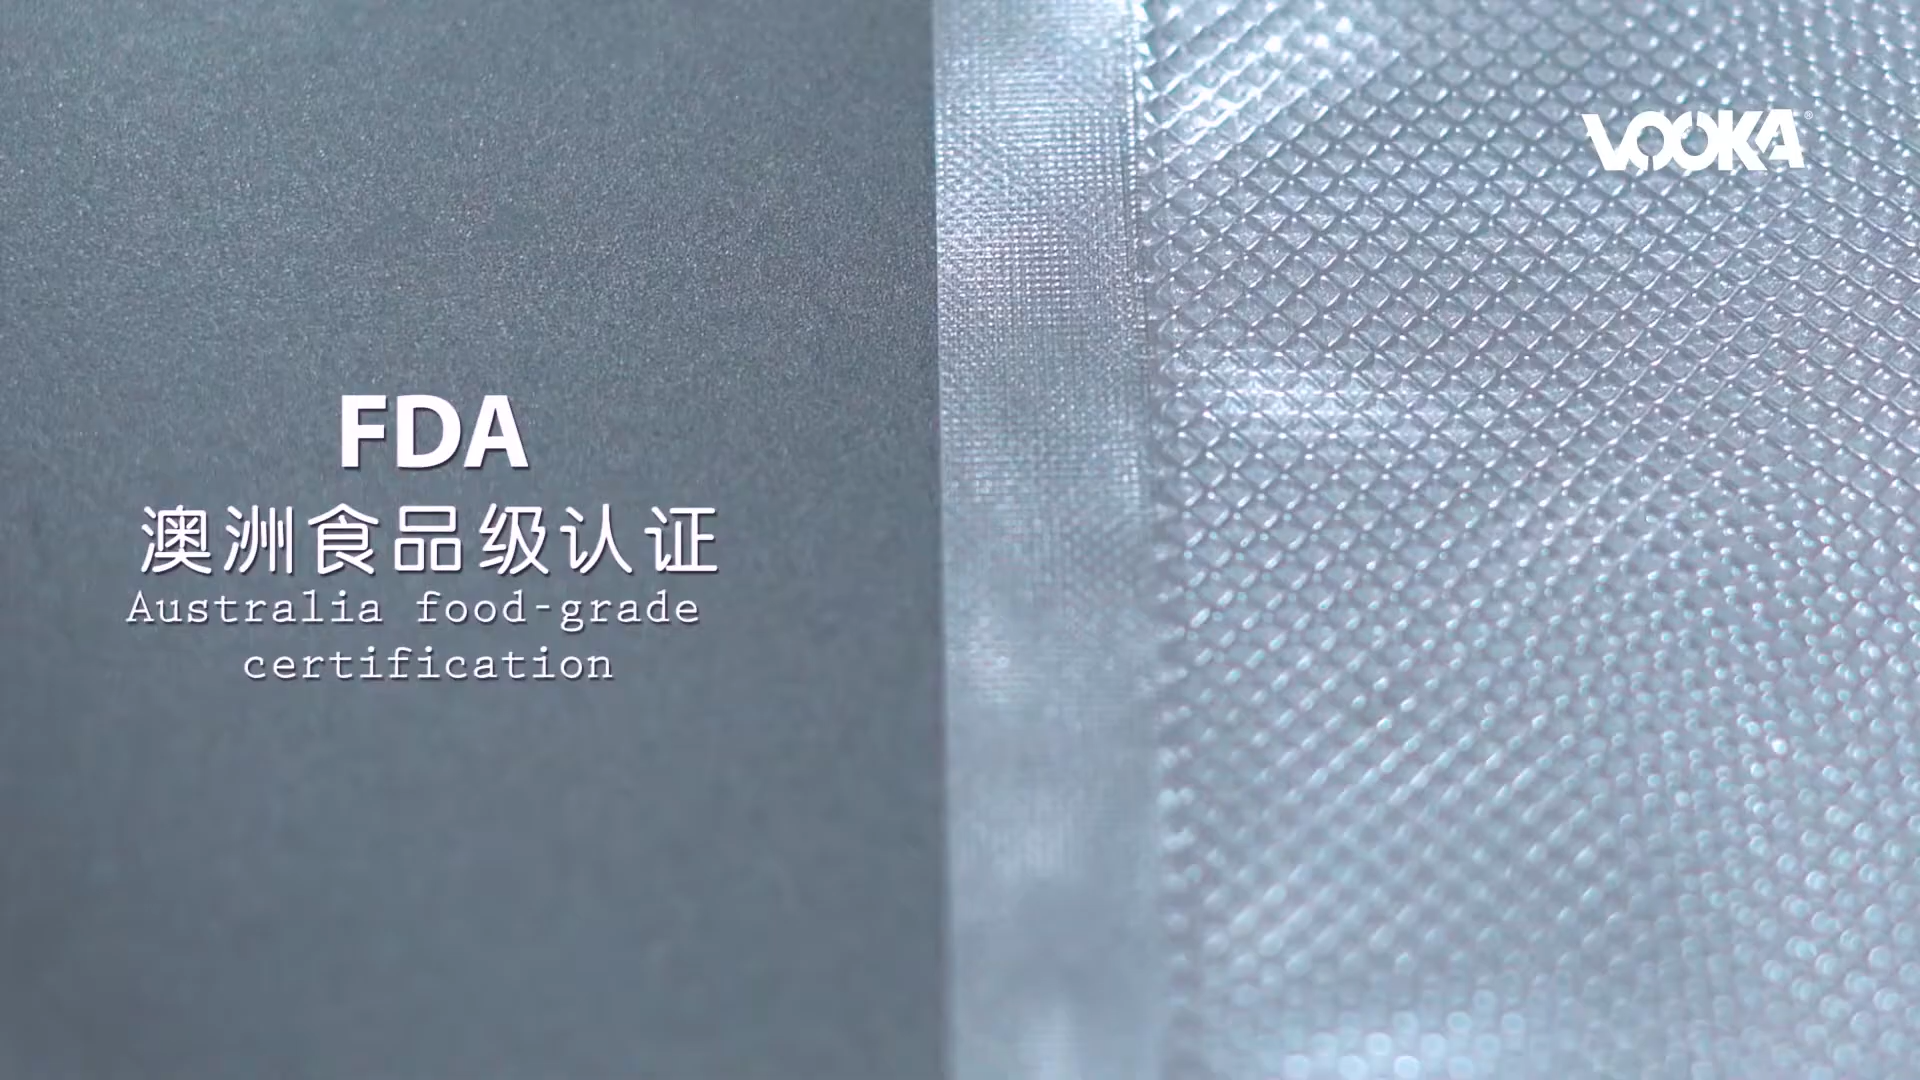 VOOKA®
FDA
澳洲食品级认证
Australia food-grade
certification